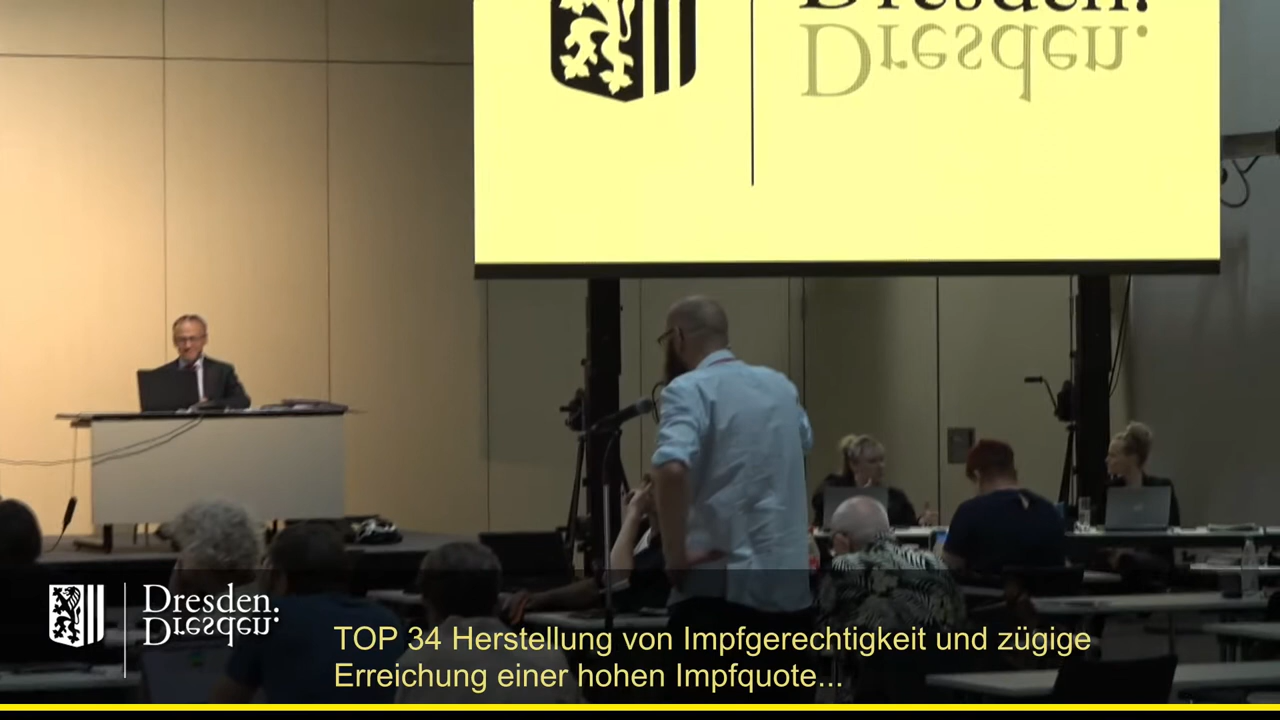 Dresden.
Dresden.
Dresden.
Dresden.
TOP 34 Herstellung von Impfgerechtigkeit und zügige
Erreichung einer hohen Impfquote...